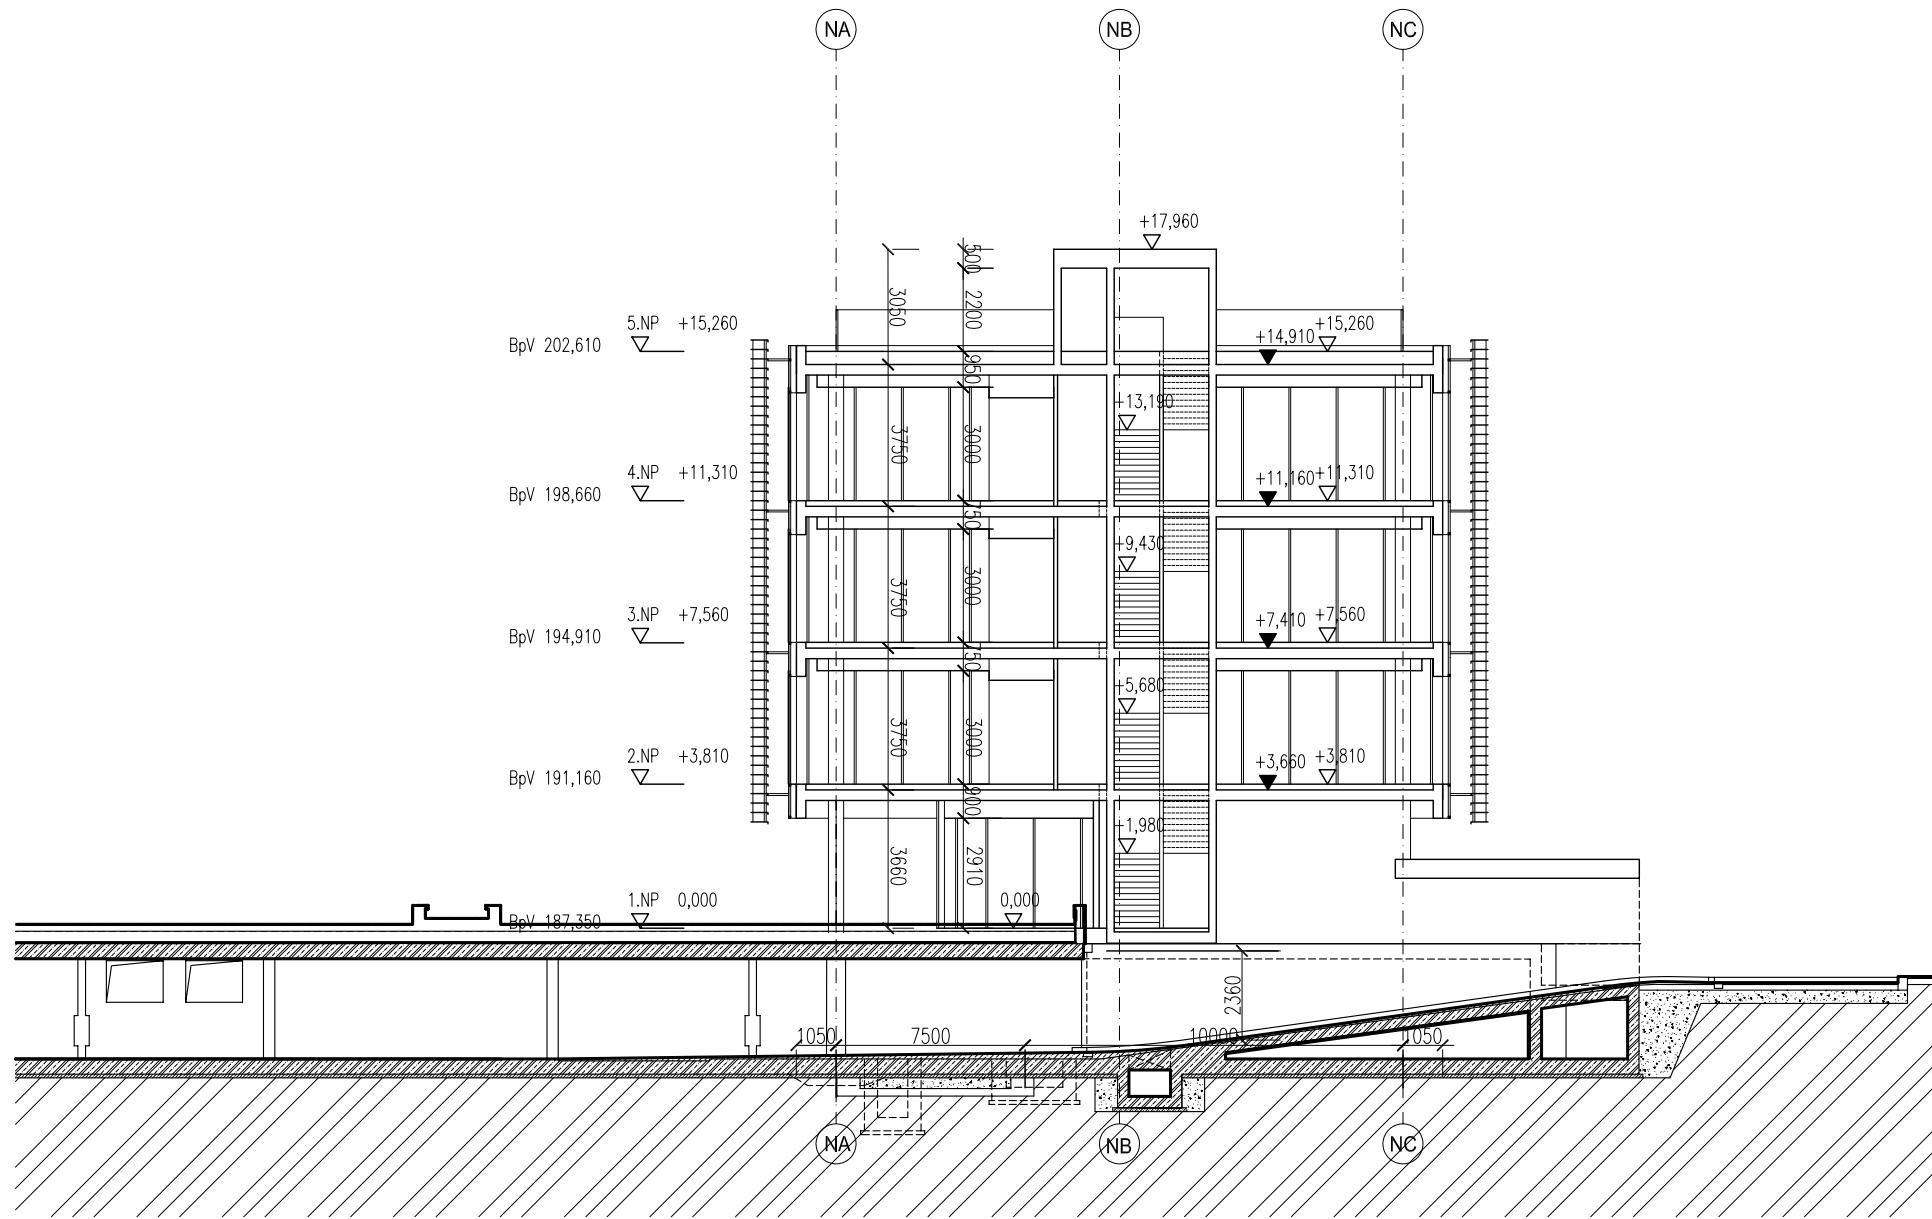 NA
NB
NC
+17,960
500
3050
2200
5.NP +15,260
BpV 202,610
+14,910
+15,260
950
+13,190
3750
3000
4.NP +11,310
BpV 198,660
+11,160
+11,310
750
+9,430
3750
3000
3.NP +7,560
BpV 194,910
+7,410
+7,560
750
+5,680
3750
3000
2.NP +3,810
BpV 191,160
+3,660
+3,810
900
+1,980
3660
2910
1.NP 0,000
BpV 187,350
0,000
2360
1050
7500
10000
1050
NA
NB
NC